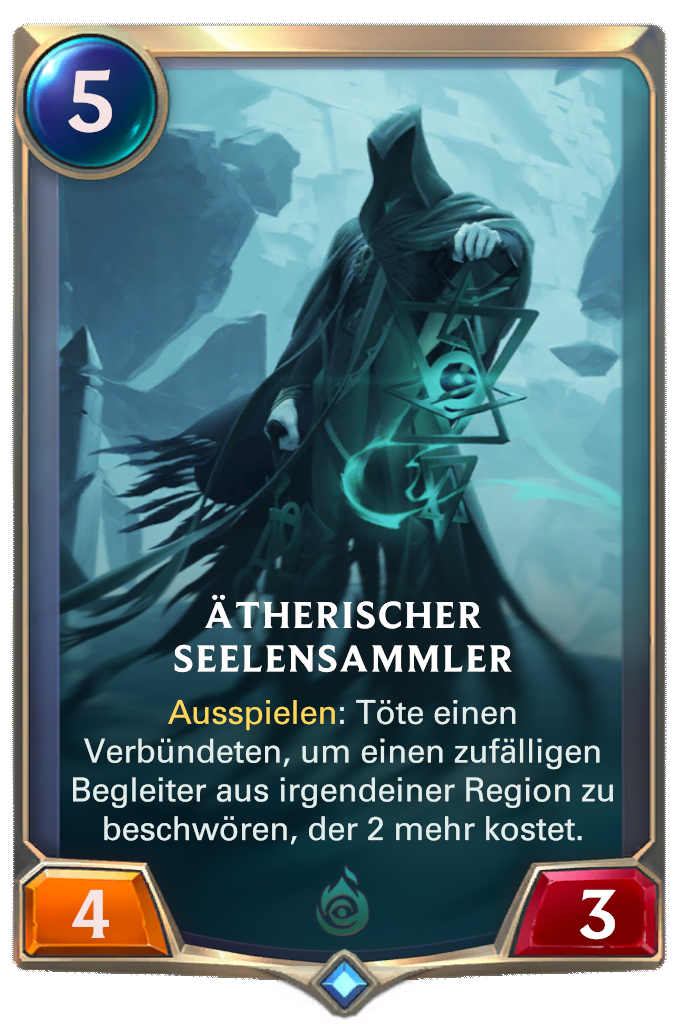 5
ÄTHERISCHER
SEELENSAMMLER
Ausspielen: Töte einen
Verbündeten, um einen zufälligen
Begleiter aus irgendeiner Region zu
beschwören, der 2 mehr kostet.
4
3